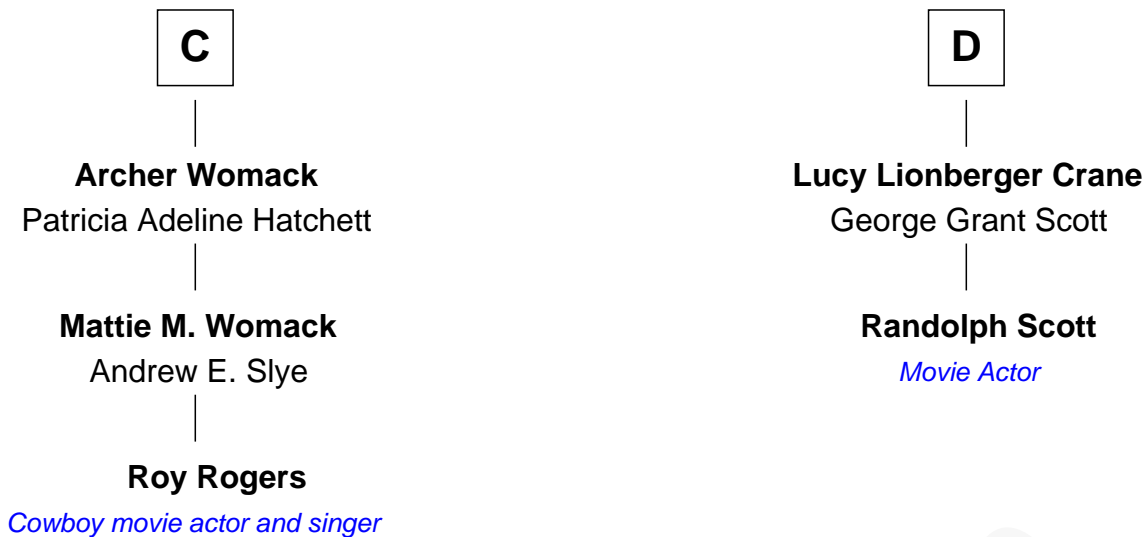 C
Archer Womack
Patricia Adeline Hatchett
Mattie M. Womack
Andrew E. Slye
Roy Rogers
Cowboy movie actor and singer
D
Lucy Lionberger Crane
George Grant Scott
Randolph Scott
Movie Actor